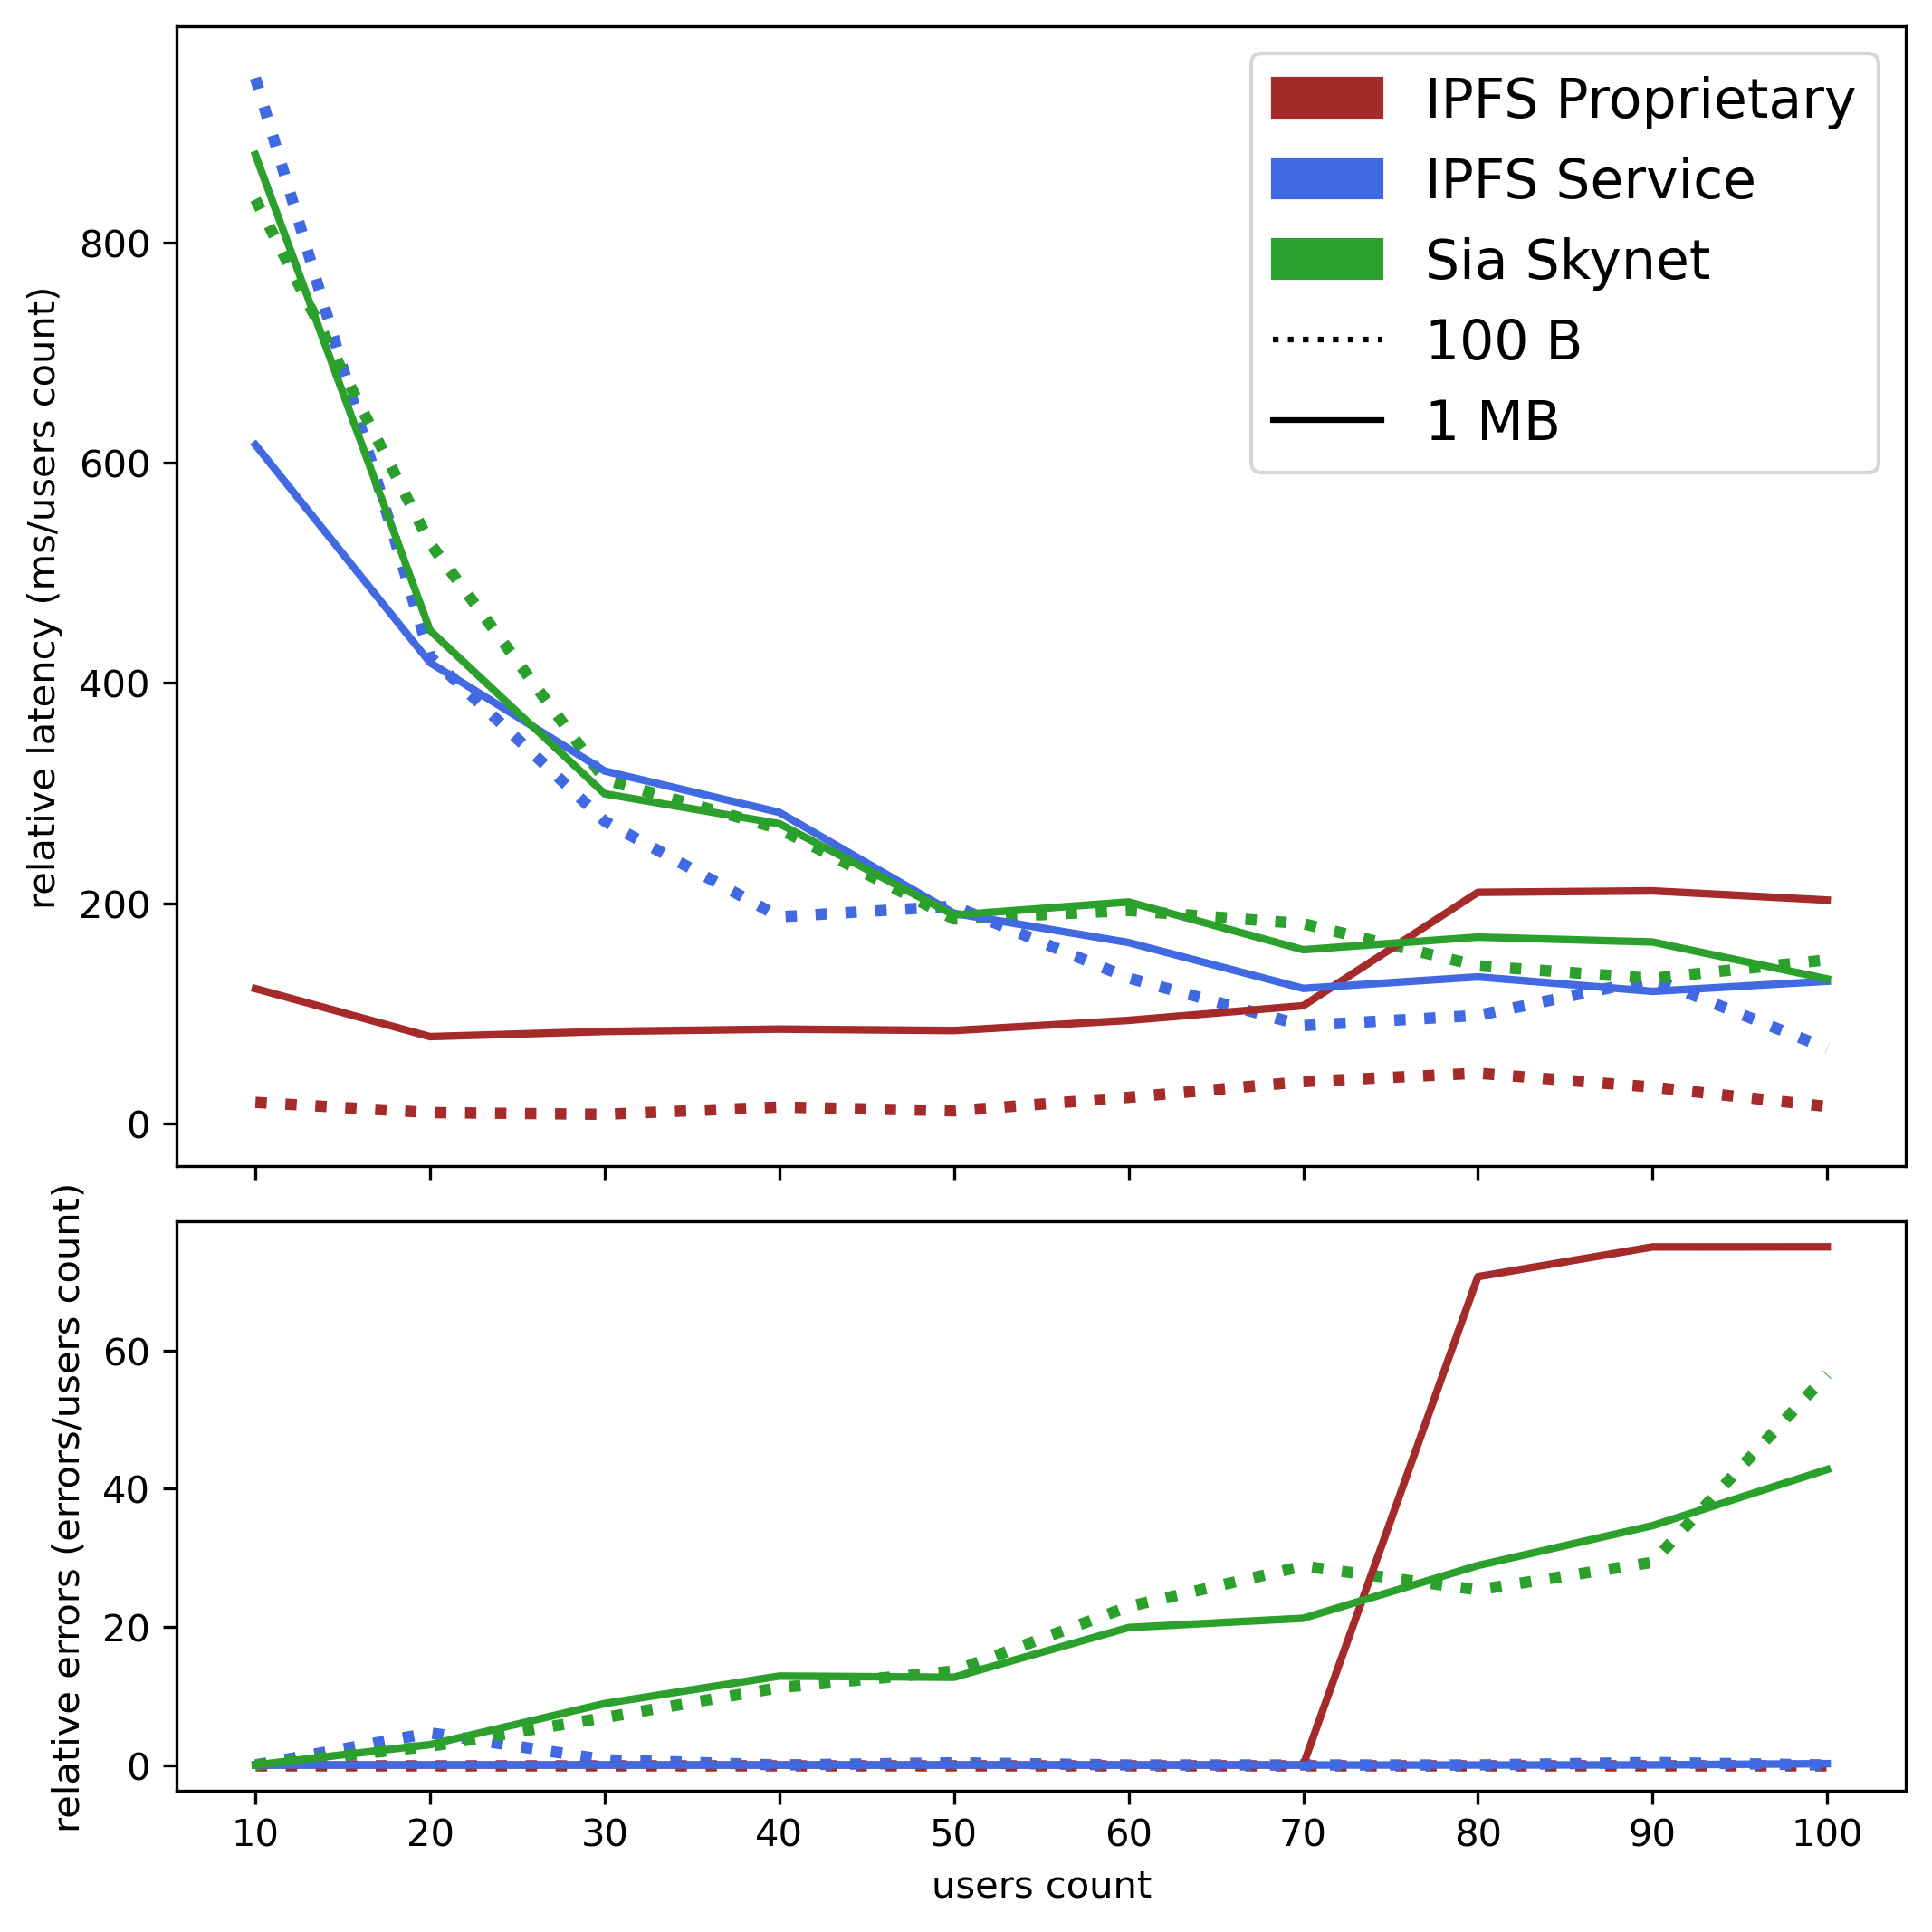 relative latency (ms/users count)
800
600
400
200
0
IPFS Proprietary
IPFS Service
Sia Skynet
100 B
1 MB
relative errors (errors/users count)
60
40
20
0
10 20 30 40 50 60 70 80 90 100
users count